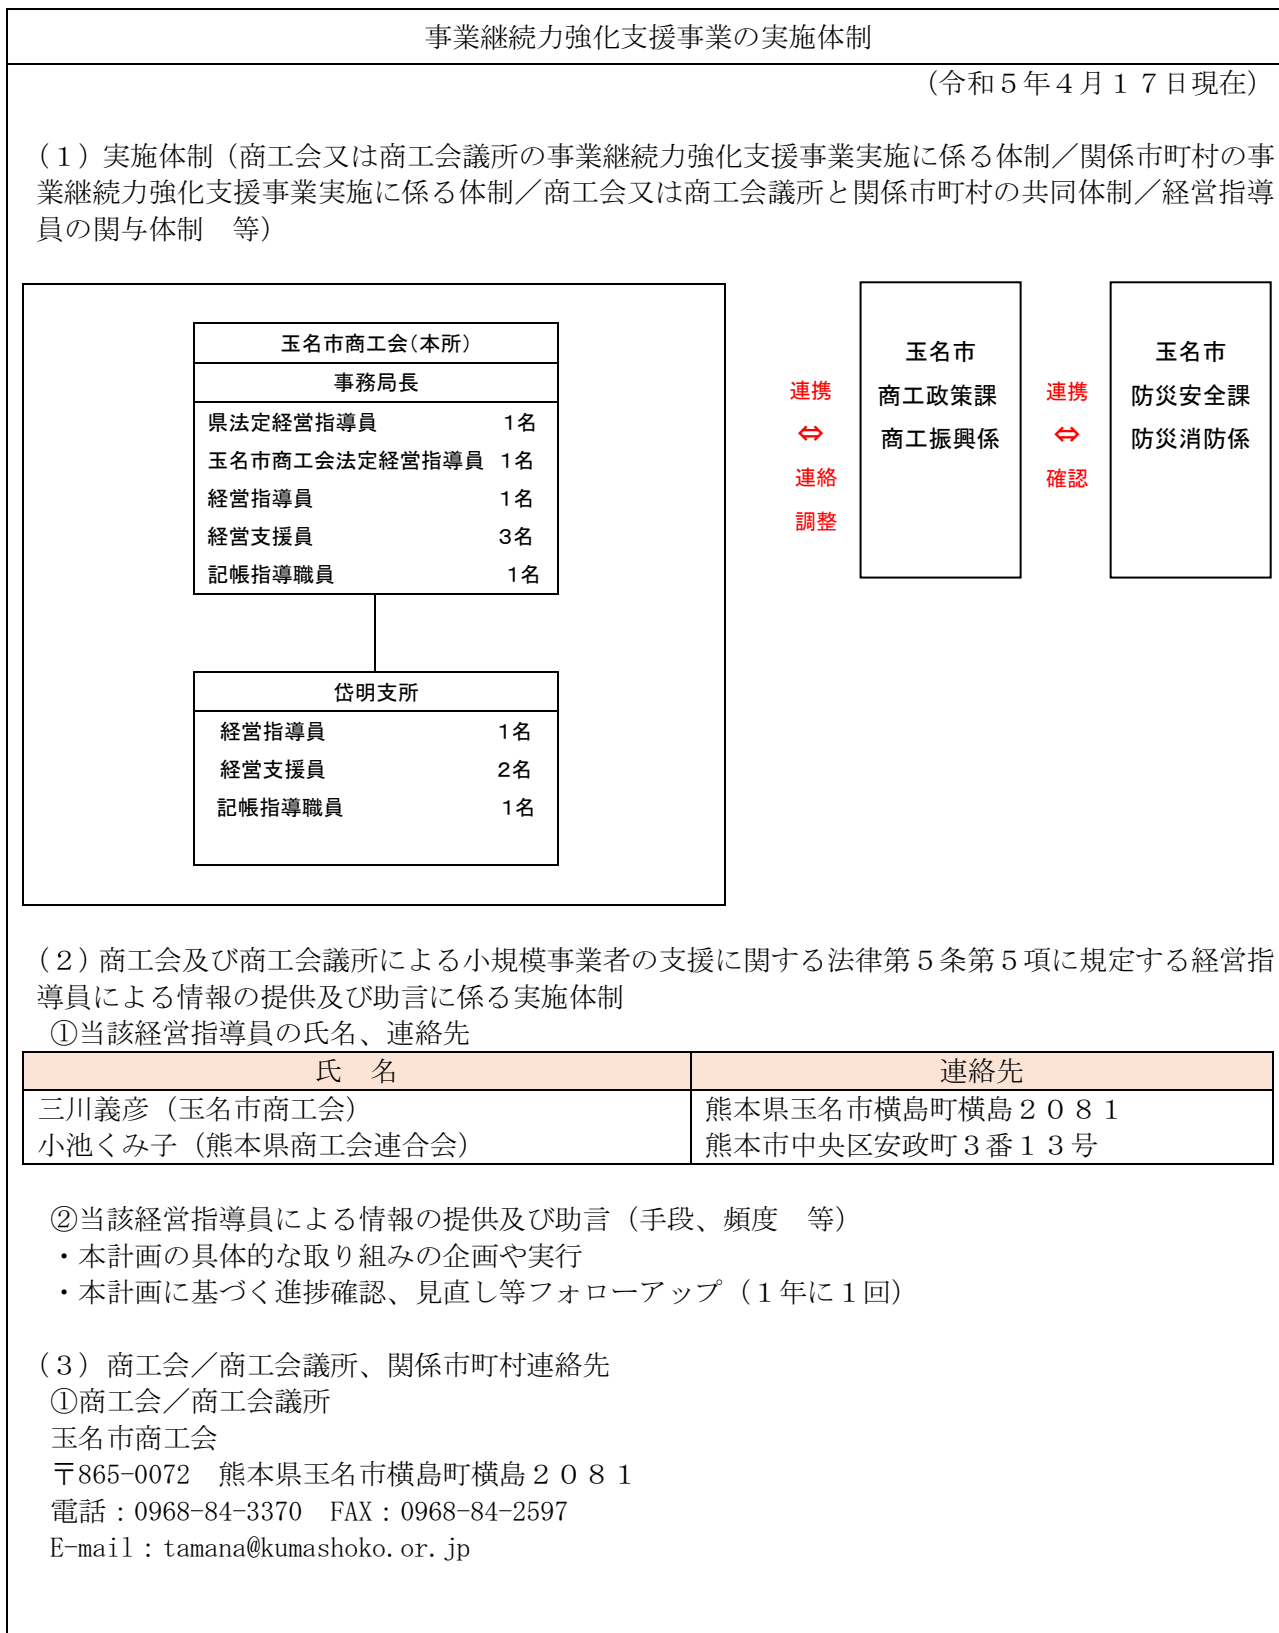 事業継続力強化支援事業の実施体制
（令和５年４月１７日現在）
（１）実施体制（商工会又は商工会議所の事業継続力強化支援事業実施に係る体制／関係市町村の事
業継続力強化支援事業実施に係る体制／商工会又は商工会議所と関係市町村の共同体制／経営指導
員の関与体制　等）
玉名市商工会（本所）
事務局長
県法定経営指導員 1名
玉名市商工会法定経営指導員 1名
経営指導員 1名
経営支援員 3名
記帳指導職員 1名
岱明支所
経営指導員 1名
経営支援員 2名
記帳指導職員 1名
連携
⇔
連絡
調整
玉名市
商工政策課
商工振興係
連携
⇔
確認
玉名市
防災安全課
防災消防係
（２）商工会及び商工会議所による小規模事業者の支援に関する法律第５条第５項に規定する経営指
導員による情報の提供及び助言に係る実施体制
①当該経営指導員の氏名、連絡先
氏　名 連絡先
三川義彦（玉名市商工会） 熊本県玉名市横島町横島２０８１
小池くみ子（熊本県商工会連合会） 熊本市中央区安政町３番１３号
②当該経営指導員による情報の提供及び助言（手段、頻度　等）
・本計画の具体的な取り組みの企画や実行
・本計画に基づく進捗確認、見直し等フォローアップ（１年に１回）
（３）商工会／商工会議所、関係市町村連絡先
①商工会／商工会議所
玉名市商工会
〒865-0072　熊本県玉名市横島町横島２０８１
電話：0968-84-3370　FAX：0968-84-2597
E-mail：tamana@kumashoko.or.jp